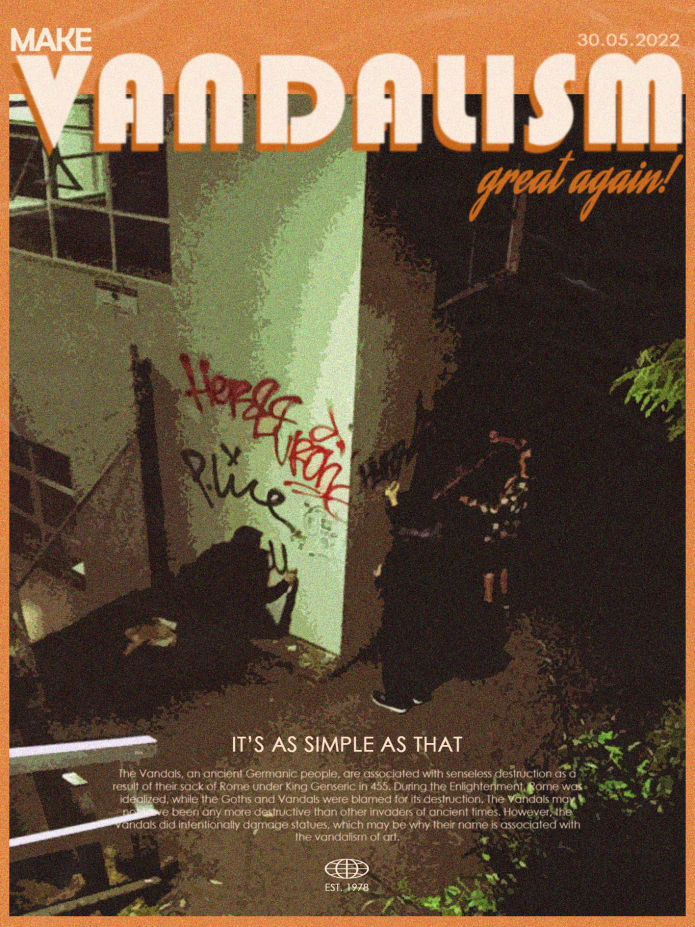 MAKE
30.05.2022
VANDALISM
great again!
Police
IT'S AS SIMPLE AS THAT
The Vandals, an ancient Germanic people, are associated with senseless destruction as a
result of their sack of Rome under King Genseric in 455. During the Enlightenment, Rome was
idealized, while the Goths and Vandals were blamed for its destruction. The Vandals may
not have been any more destructive than other invaders of ancient times. However, the
Vandals did intentionally damage statues, which may be why their name is associated with
the vandalism of art.
EST. 1978